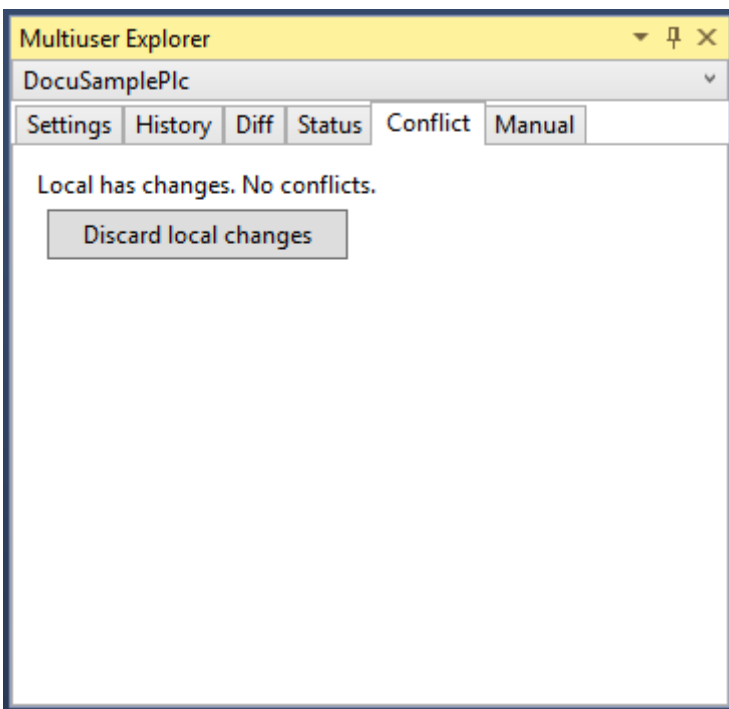 Multiuser Explorer
DocuSamplePlc
Settings History Diff Status Conflict Manual
Local has changes. No conflicts.
Discard local changes